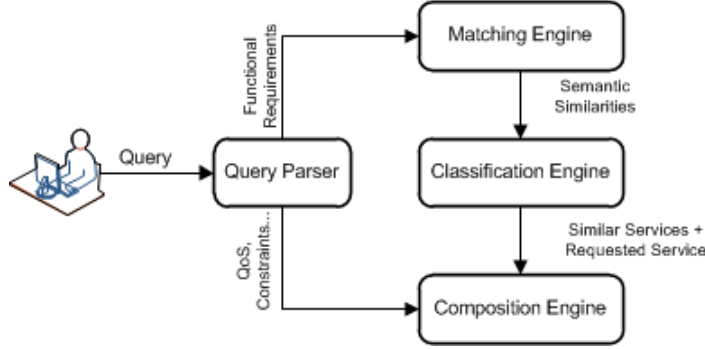 Matching Engine
Functional
Requirements
Semantic
Similarities
Query
Query Parser
Classification Engine
QoS,
Constraints...
Similar Services +
Requested Service
Composition Engine